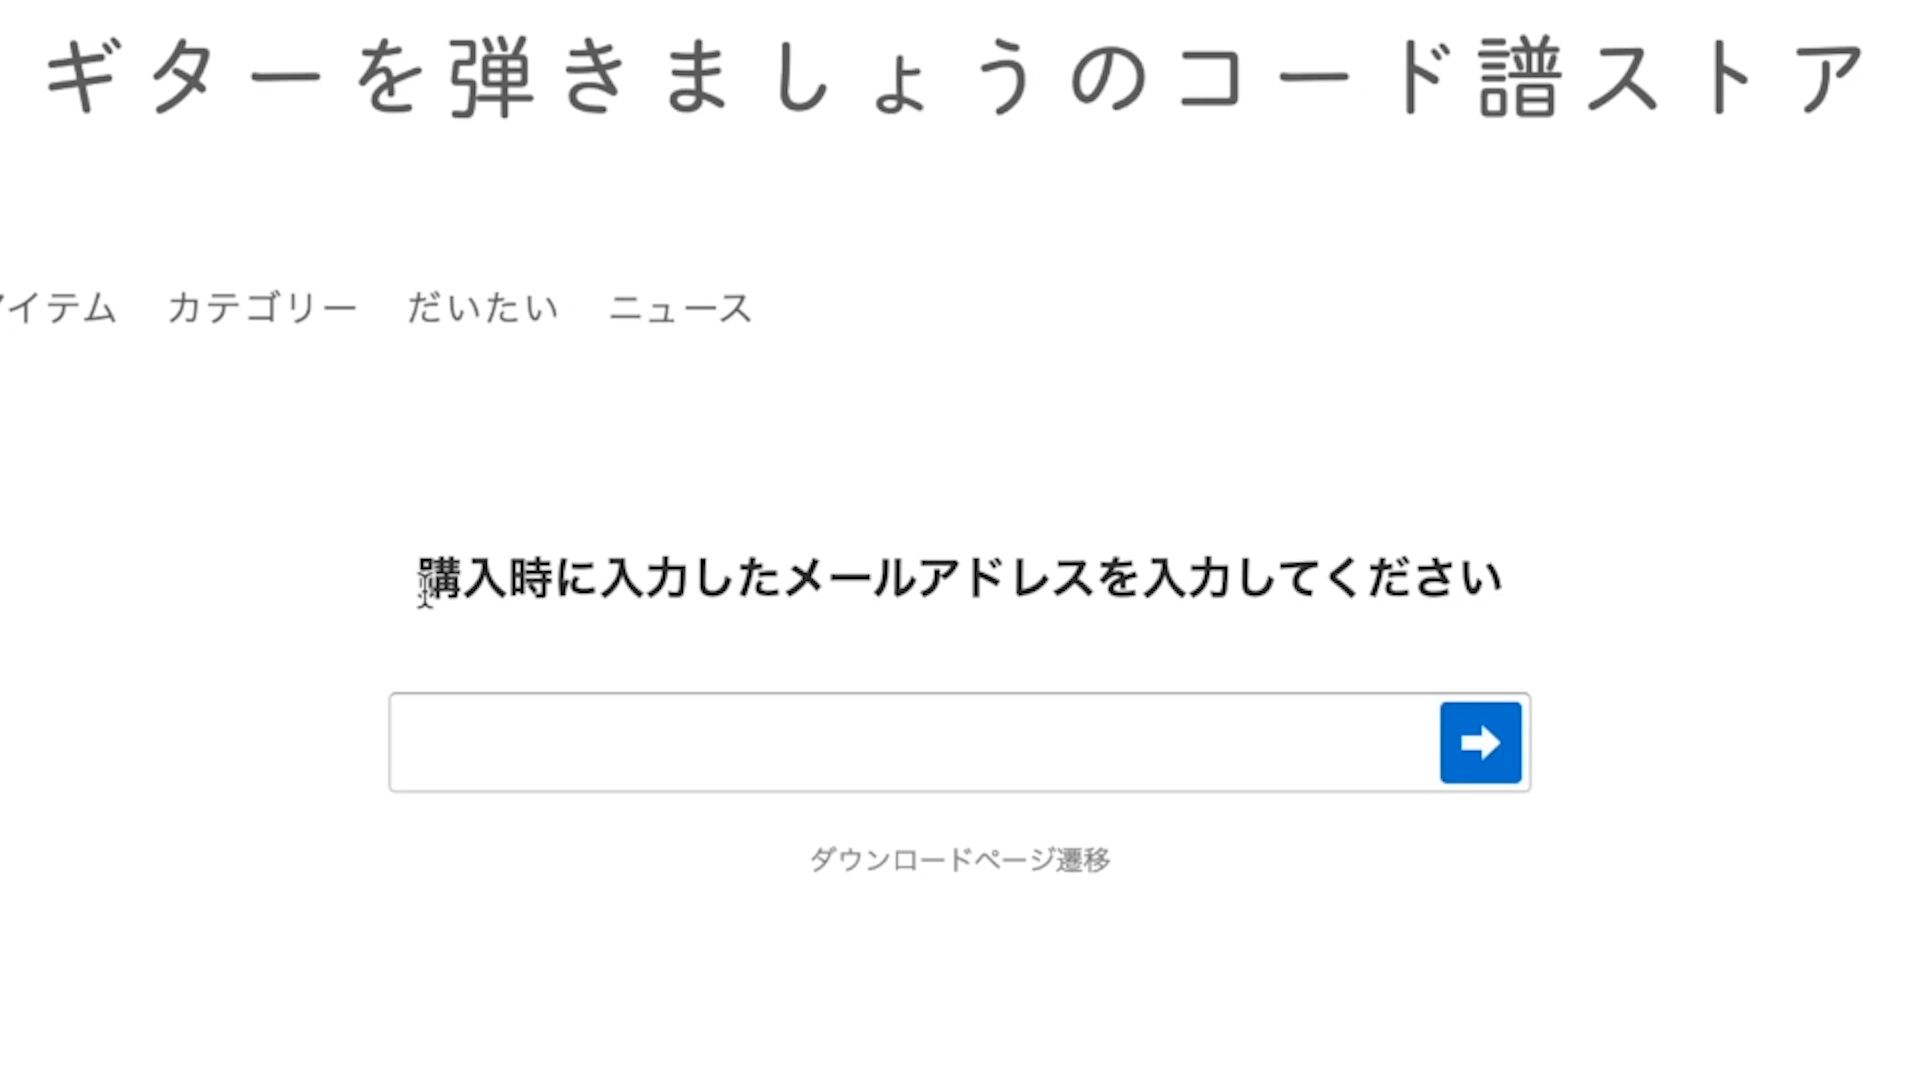 ギターを弾きましょうのコード譜ストア
イテム カテゴリー だいたい ニュース
購入時に入力したメールアドレスを入力してください
ダウンロードページ遷移